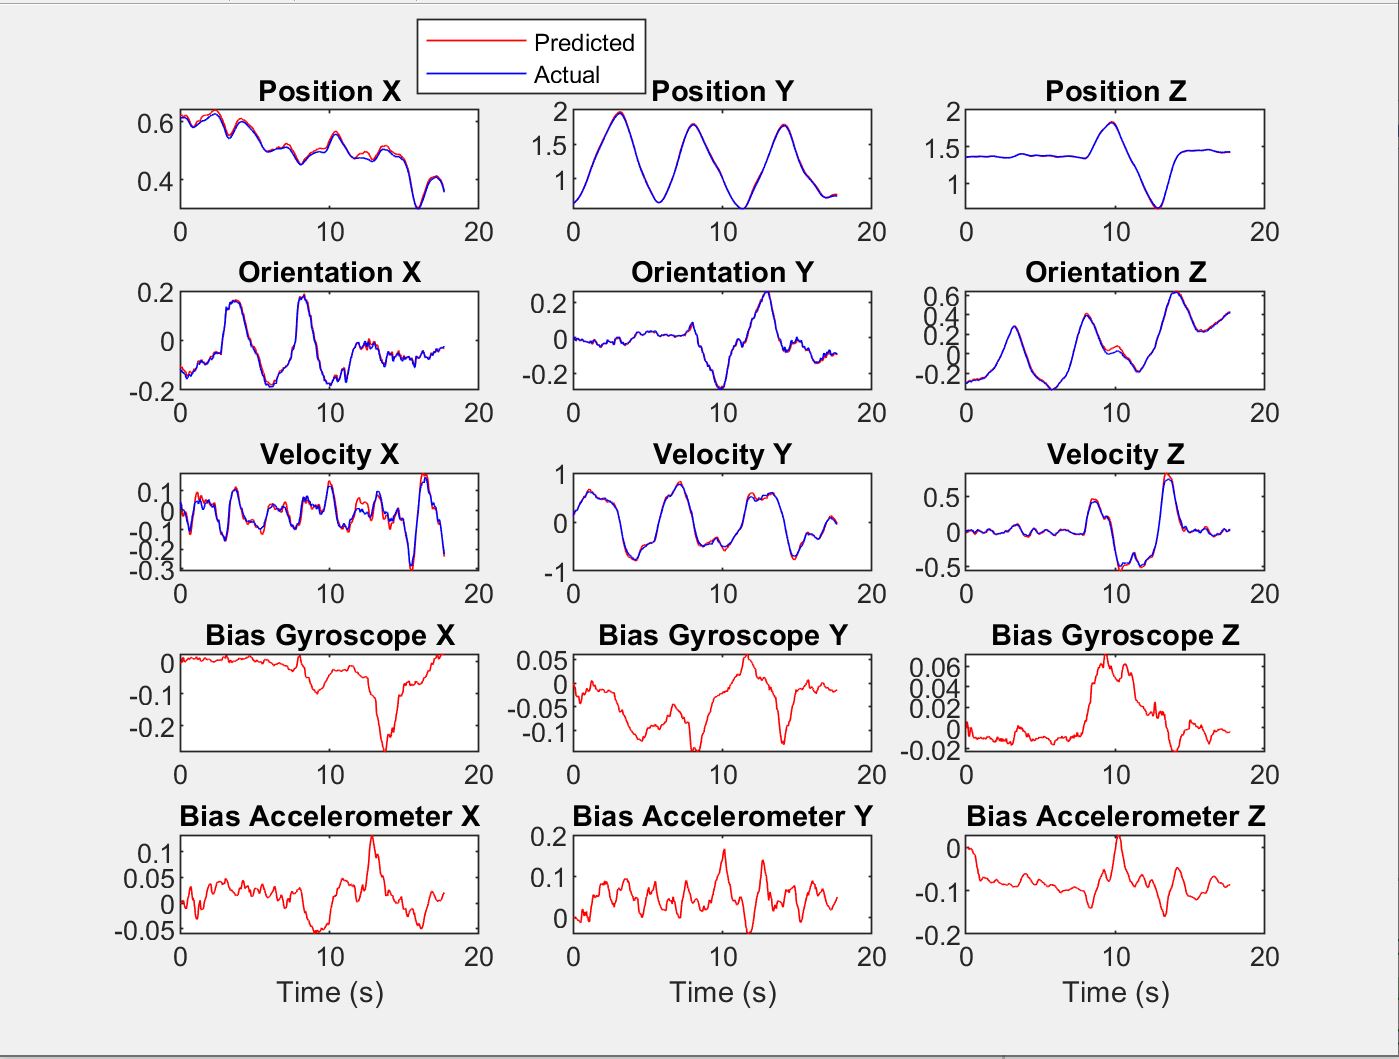 Predicted
Actual
Position X
Position Y
Position Z
0.6
0.4
0 10 20
2
1.5
1
0 10 20
2
1.5
1
0 10 20
Orientation X
Orientation Y
Orientation Z
0.2
0
-0.2
0 10 20
0.2
0
-0.2
0 10 20
0.6
0.4
0.2
0
-0.2
0 10 20
Velocity X
Velocity Y
Velocity Z
0.1
0
-0.1
-0.2
-0.3
0 10 20
1
0
-1
0 10 20
0.5
0
-0.5
0 10 20
Bias Gyroscope X
Bias Gyroscope Y
Bias Gyroscope Z
0
-0.1
-0.2
0 10 20
0.05
0
-0.05
-0.1
0 10 20
0.06
0.04
0.02
0
-0.02
0 10 20
Bias Accelerometer X
Bias Accelerometer Y
Bias Accelerometer Z
0.1
0.05
0
-0.05
0 10 20
0.2
0.1
0
0 10 20
0
-0.1
-0.2
0 10 20
Time (s)
Time (s)
Time (s)